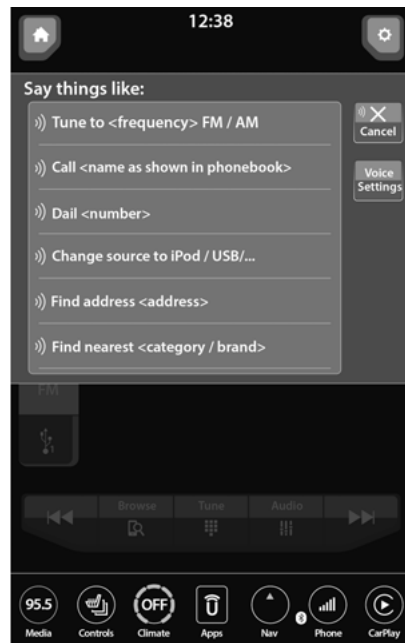 12:38
Say things like:
Tune to <frequency> FM / AM
Cancel
Call <name as shown in phonebook>
Voice
Settings
Dail <number>
Change source to iPod / USB/...
Find address <address>
Find nearest <category / brand>
FM
1
Browse Tune Audio
95.5 OFF
Media Controls Climate Apps Nav Phone CarPlay